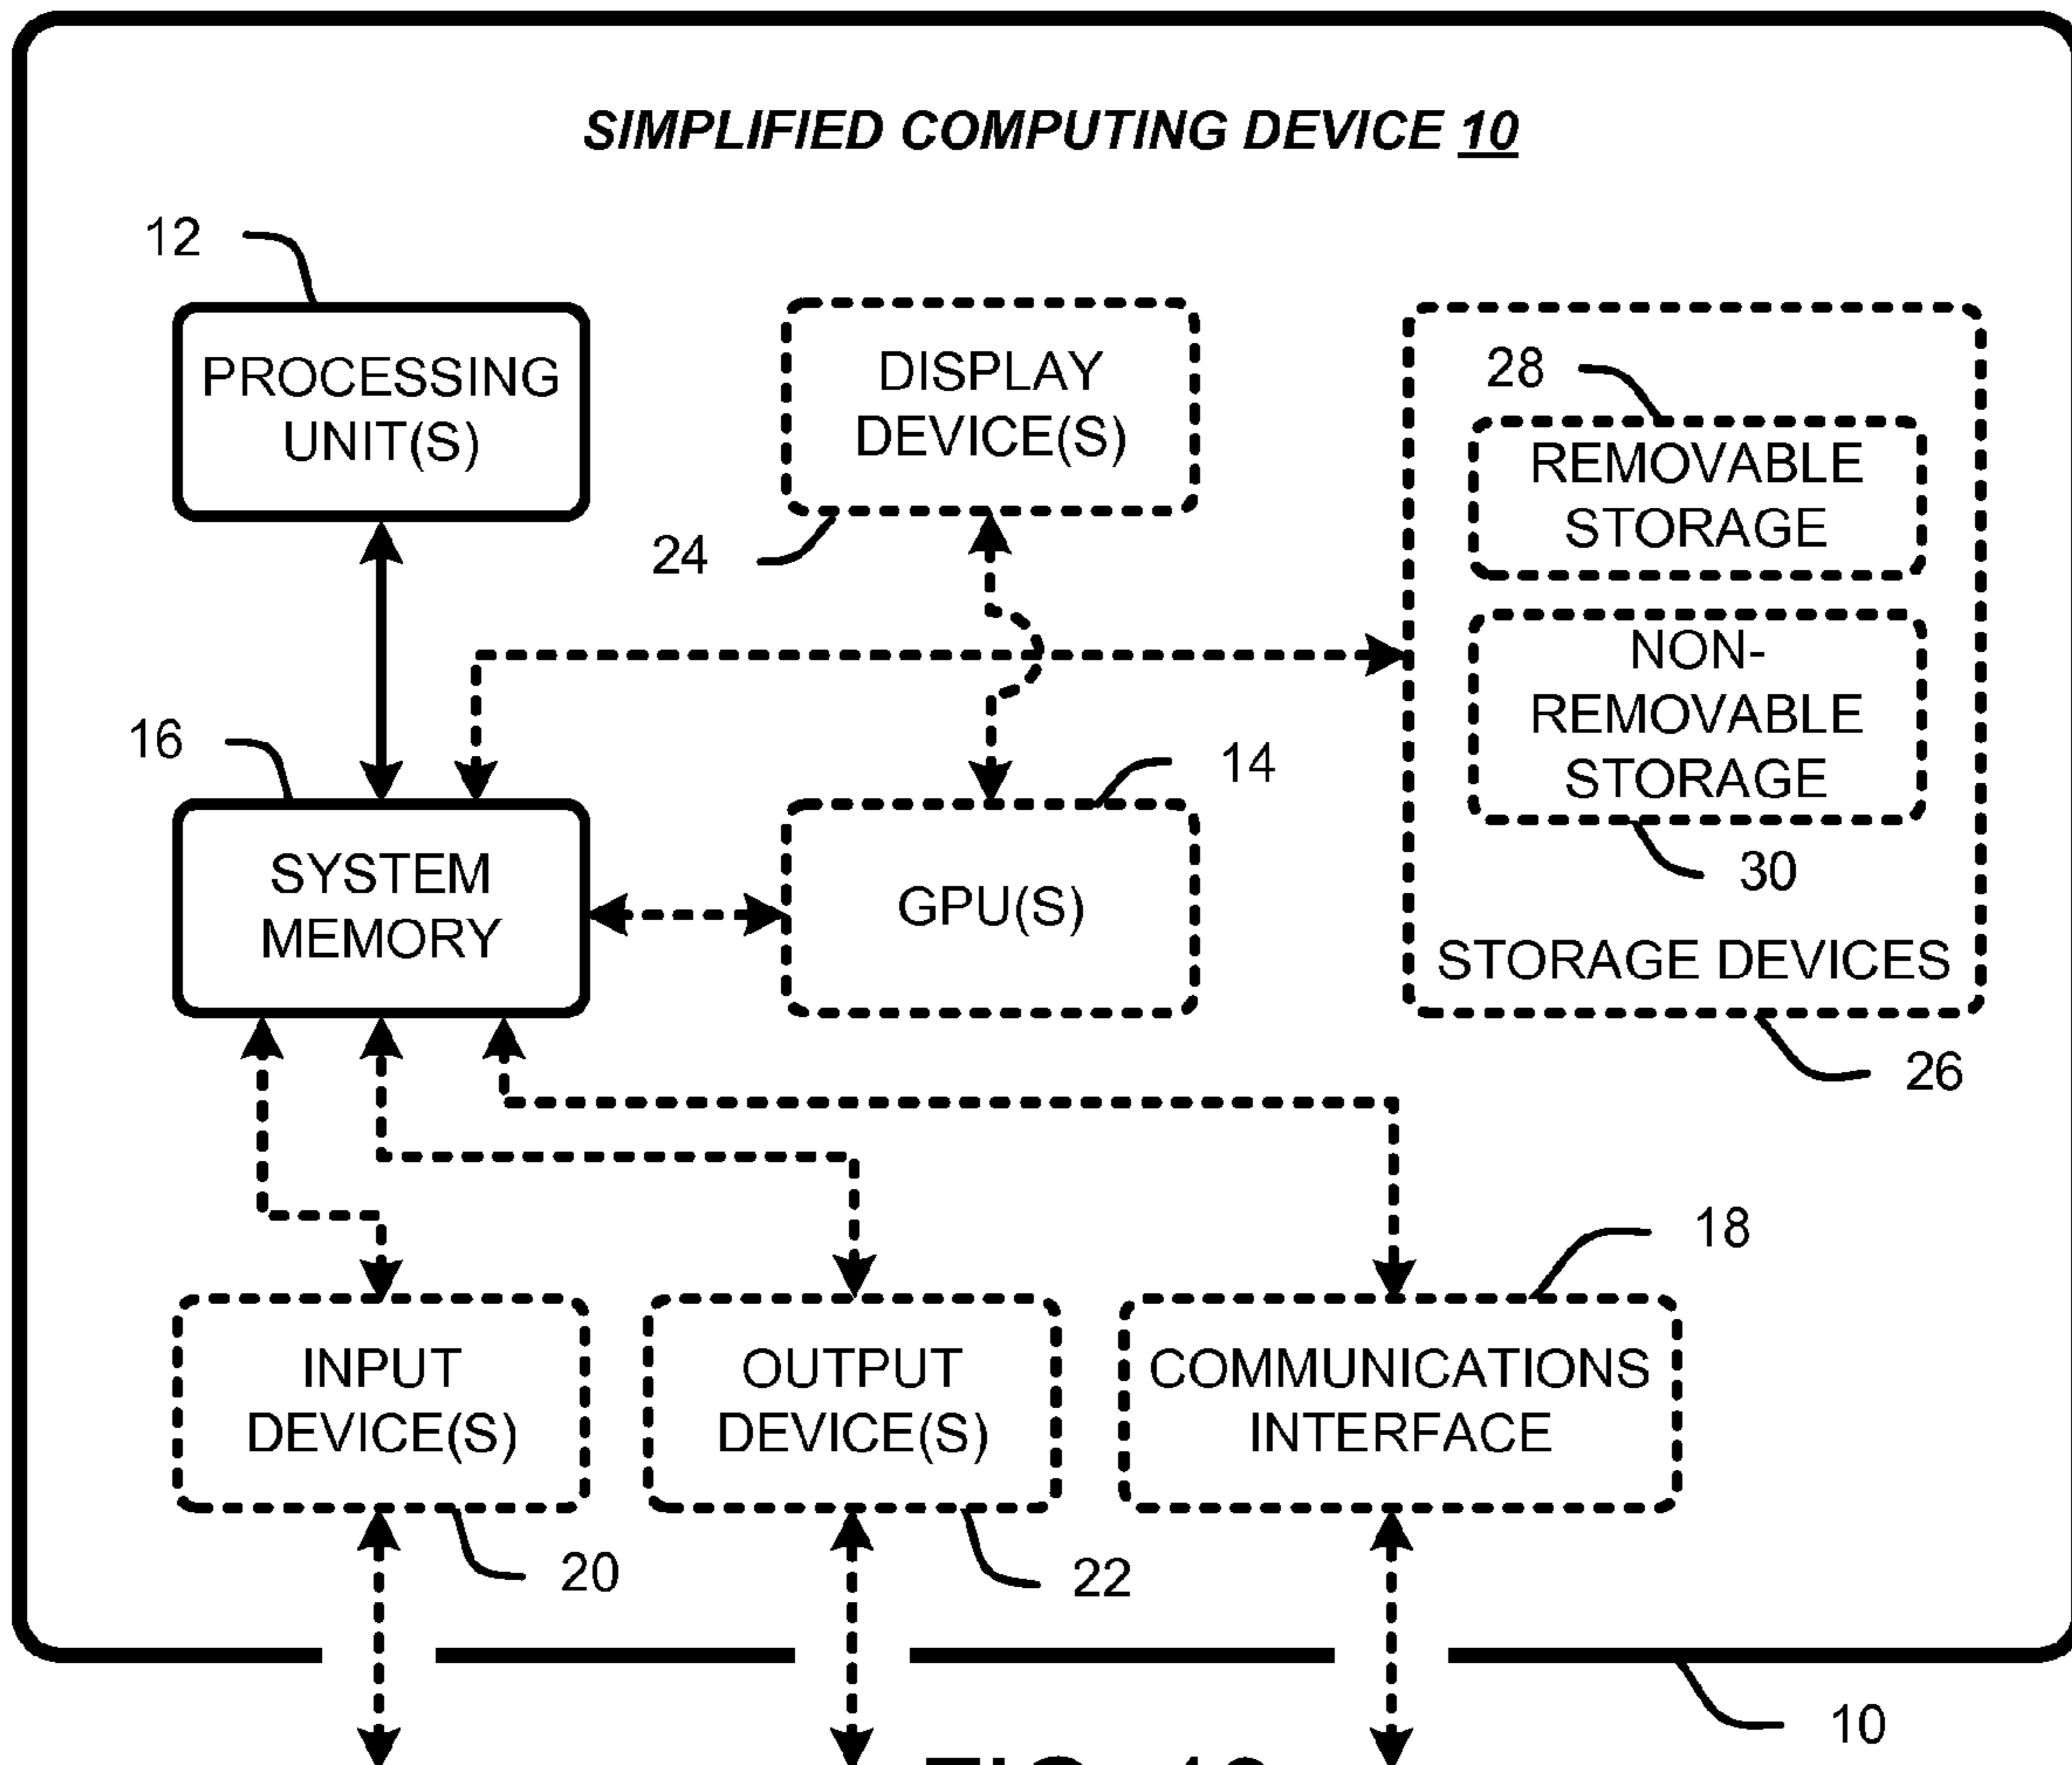 SIMPLIFIED COMPUTING DEVICE 10
12
PROCESSING
UNIT(S)
DISPLAY
DEVICE(S)
24
28
REMOVABLE
STORAGE
NON-
REMOVABLE
STORAGE
30
STORAGE DEVICES
26
16
SYSTEM
MEMORY
14
GPU(S)
18
INPUT
DEVICE(S)
OUTPUT
DEVICE(S)
COMMUNICATIONS
INTERFACE
20
22
10